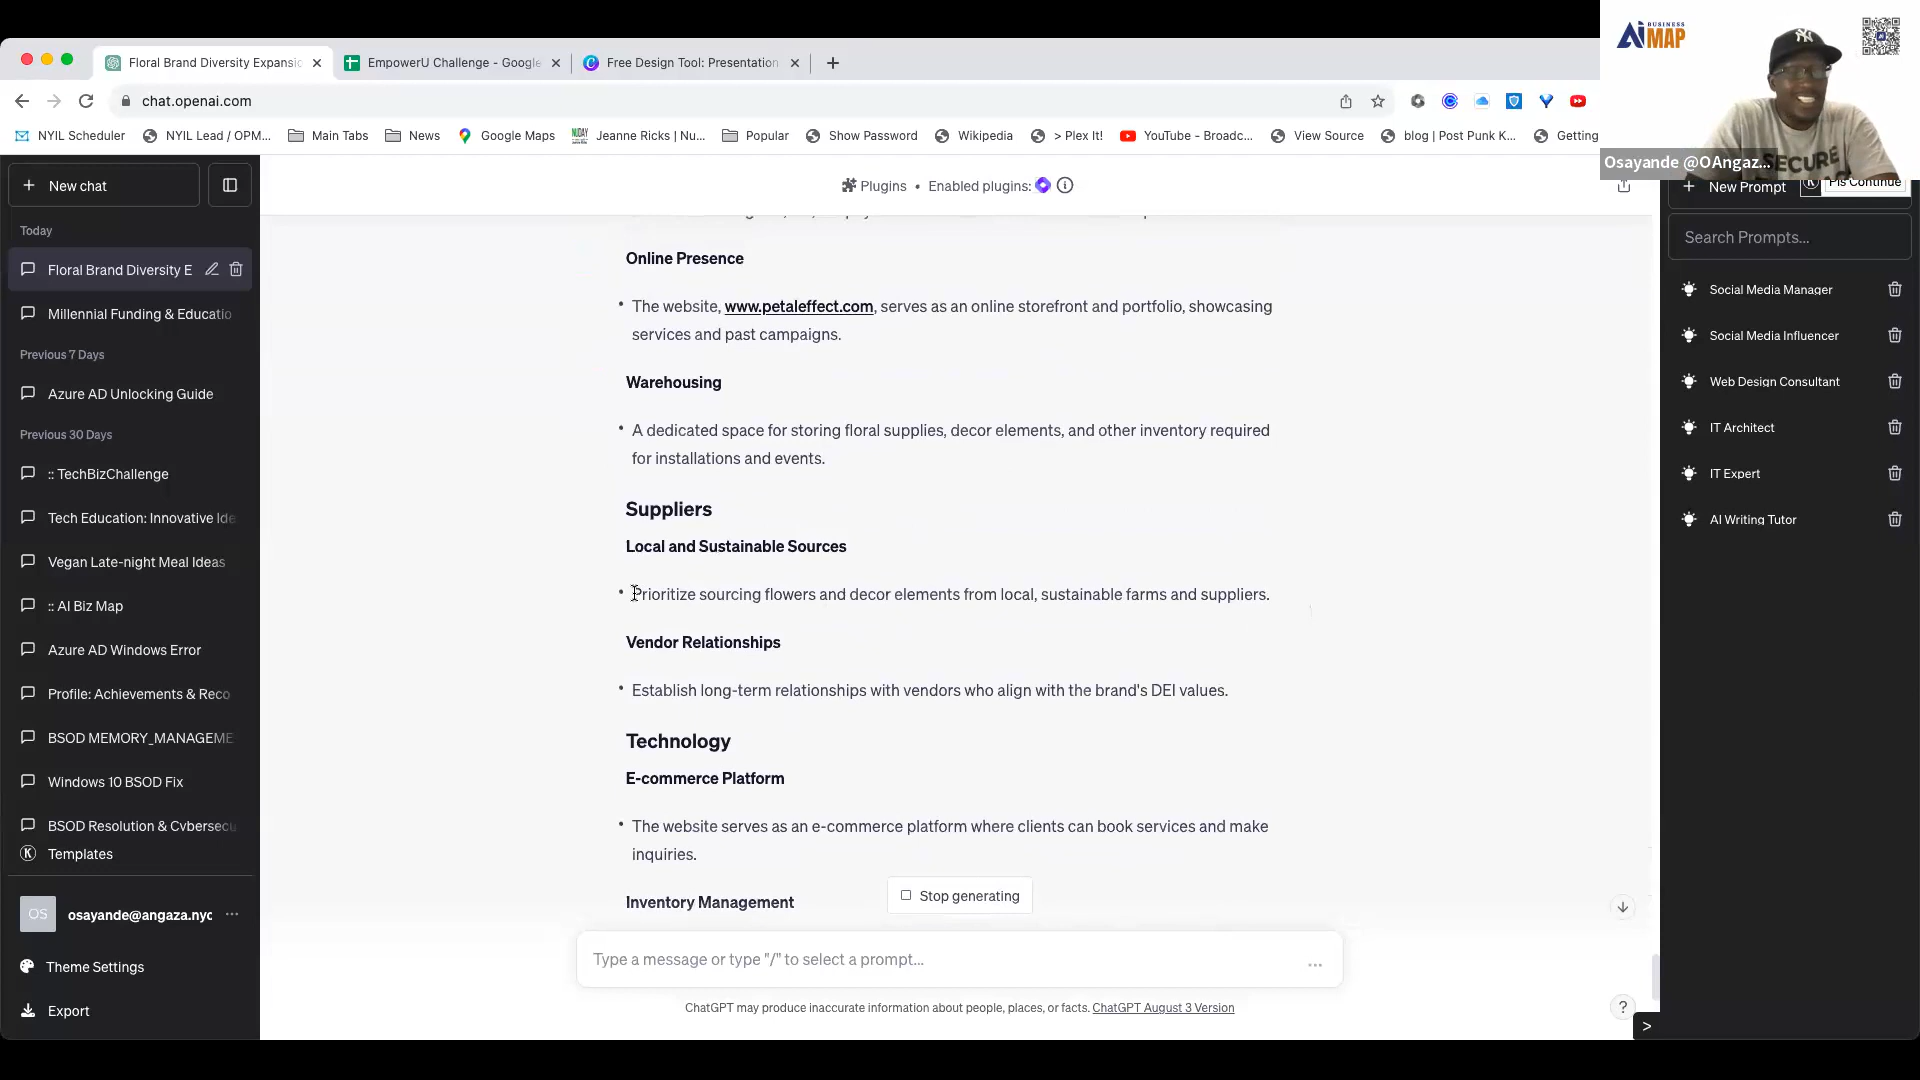 BUSINESS
Ai MAP
Floral Brand Diversity Expansic
EmpowerU Challenge - Google
Free Design Tool: Presentation
chat.openai.com
NYIL Scheduler
NYIL Lead / OPM...
Main Tabs
News
Google Maps
Jeanne Ricks | Nu...
Popular
Show Password
Wikipedia
> Plex It!
YouTube - Broadc...
View Source
blog | Post Punk K...
Getting
SECURE
Osayande @OAngaz...
New chat
Plugins • Enabled plugins:
New Prompt
Pls Continue
Today
Floral Brand Diversity E
Millennial Funding & Educatio
Previous 7 Days
Azure AD Unlocking Guide
Previous 30 Days
:: TechBizChallenge
Tech Education: Innovative Ide
Vegan Late-night Meal Ideas
:: AI Biz Map
Azure AD Windows Error
Profile: Achievements & Reco
BSOD MEMORY_MANAGEME
Windows 10 BSOD Fix
BSOD Resolution & Cybersecu
Templates
OS
osayande@angaza.nyc
Theme Settings
Export
Online Presence
• The website, www.petaleffect.com, serves as an online storefront and portfolio, showcasing
services and past campaigns.
Warehousing
• A dedicated space for storing floral supplies, decor elements, and other inventory required
for installations and events.
Suppliers
Local and Sustainable Sources
• Prioritize sourcing flowers and decor elements from local, sustainable farms and suppliers.
Vendor Relationships
• Establish long-term relationships with vendors who align with the brand's DEI values.
Technology
E-commerce Platform
• The website serves as an e-commerce platform where clients can book services and make
inquiries.
Inventory Management
Stop generating
Type a message or type "/" to select a prompt...
ChatGPT may produce inaccurate information about people, places, or facts. ChatGPT August 3 Version
Search Prompts...
Social Media Manager
Social Media Influencer
Web Design Consultant
IT Architect
IT Expert
AI Writing Tutor
?
>